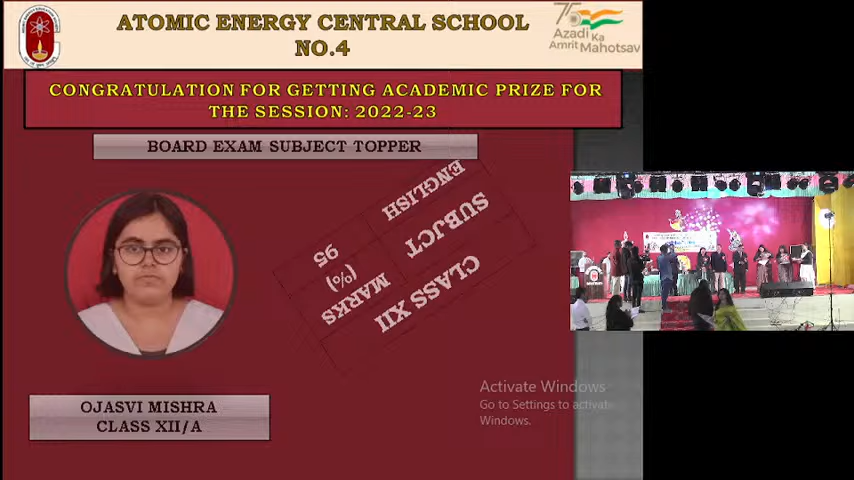 ATOMIC ENERGY CENTRAL SCHOOL
NO.4
75
Azadi
Ka
Amrit Mahotsav
CONGRATULATION FOR GETTING ACADEMIC PRIZE FOR
THE SESSION: 2022-23
BOARD EXAM SUBJECT TOPPER
CLASS XII
SUBJCT
MARKS
(%)
ENGLISH
95
OJASVI MISHRA
CLASS XII/A
Activate Windows
Go to Settings to activate
Windows.